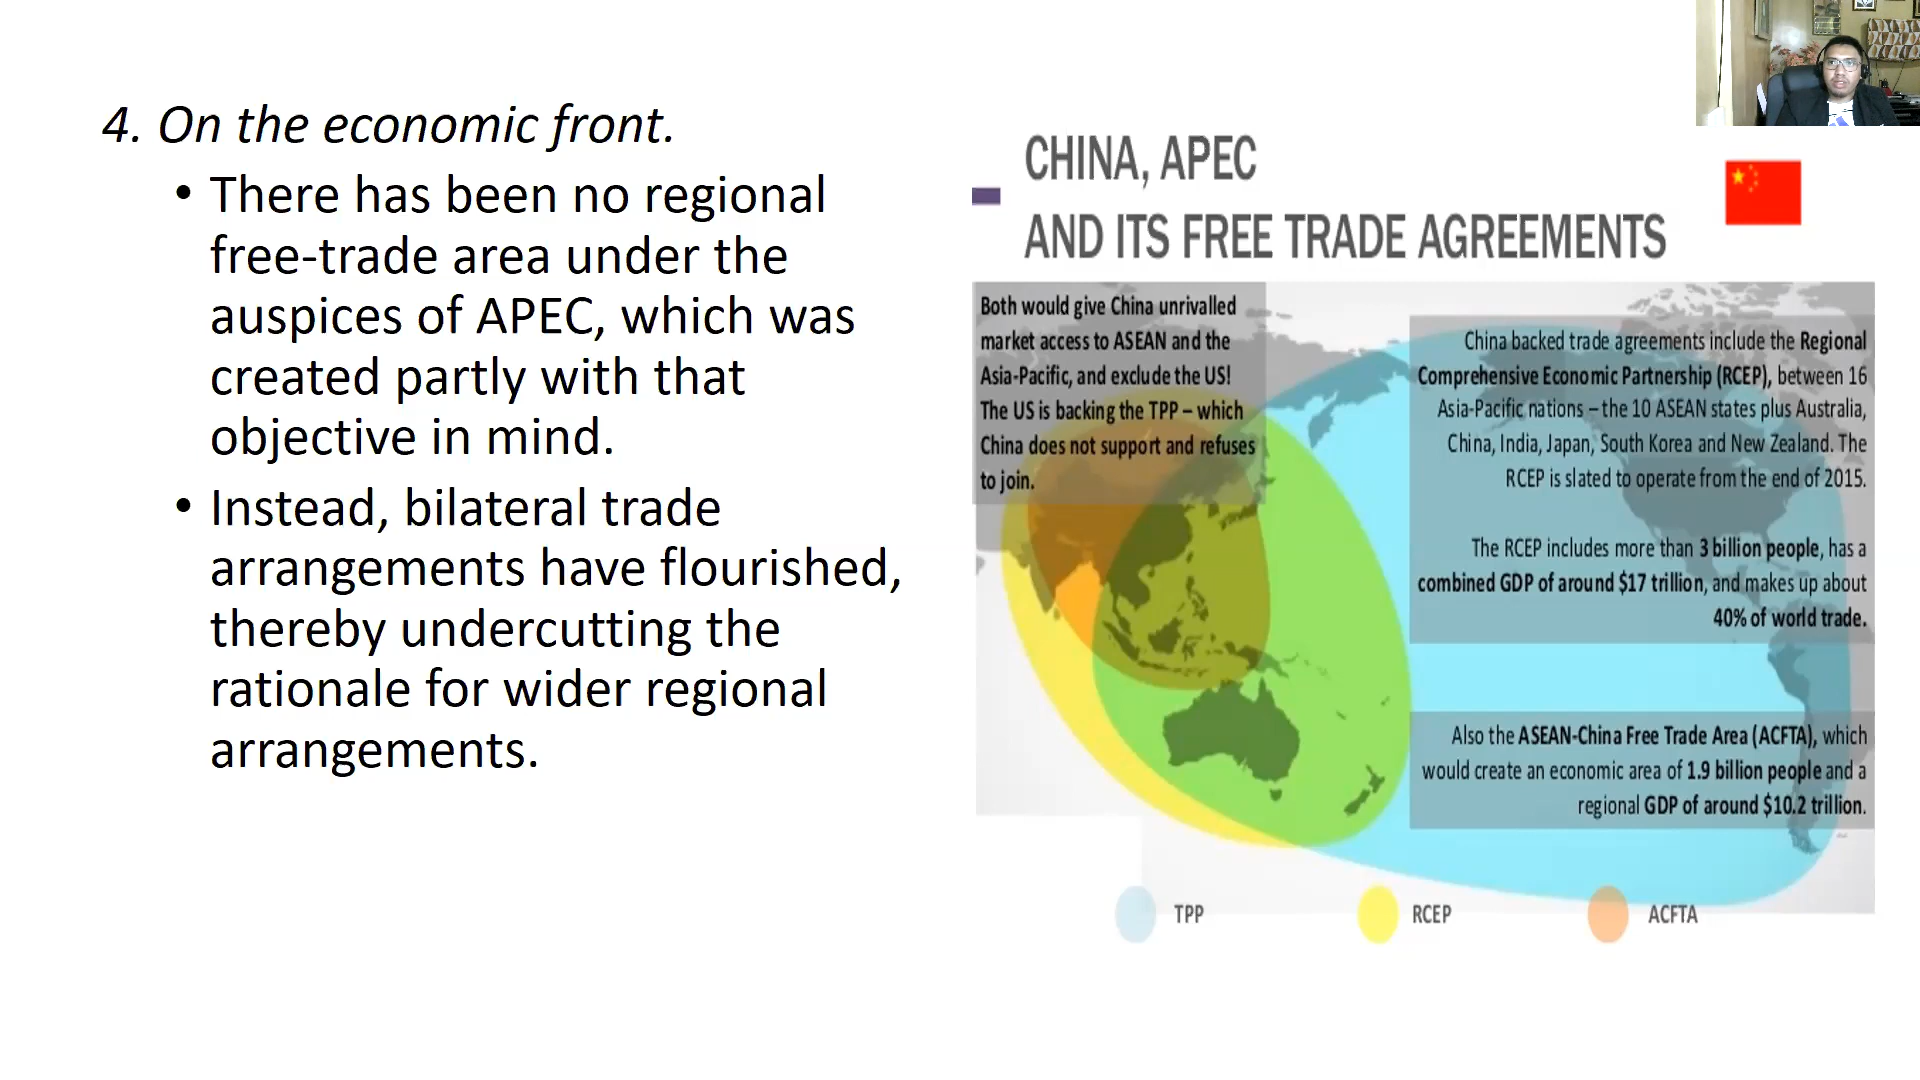 4. On the economic front.
• There has been no regional
free-trade area under the
auspices of APEC, which was
created partly with that
objective in mind.
• Instead, bilateral trade
arrangements have flourished,
thereby undercutting the
rationale for wider regional
arrangements.
CHINA, APEC
AND ITS FREE TRADE AGREEMENTS
Both would give China unrivalled
market access to ASEAN and the
Asia-Pacific, and exclude the US!
The US is backing the TPP – which
China does not support and refuses
to join.
China backed trade agreements include the Regional
Comprehensive Economic Partnership (RCEP), between 16
Asia-Pacific nations – the 10 ASEAN states plus Australia,
China, India, Japan, South Korea and New Zealand. The
RCEP is slated to operate from the end of 2015.
The RCEP includes more than 3 billion people, has a
combined GDP of around $17 trillion, and makes up about
40% of world trade.
Also the ASEAN-China Free Trade Area (ACFTA), which
would create an economic area of 1.9 billion people and a
regional GDP of around $10.2 trillion.
TPP
RCEP
ACFTA